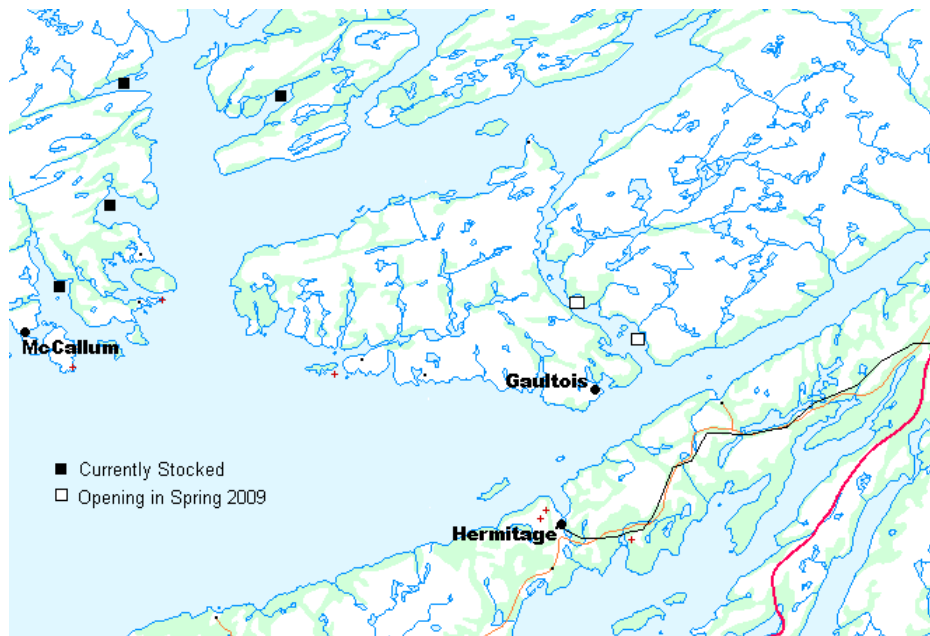 McCallum
Gaultois
Currently Stocked
Opening in Spring 2009
Hermitage